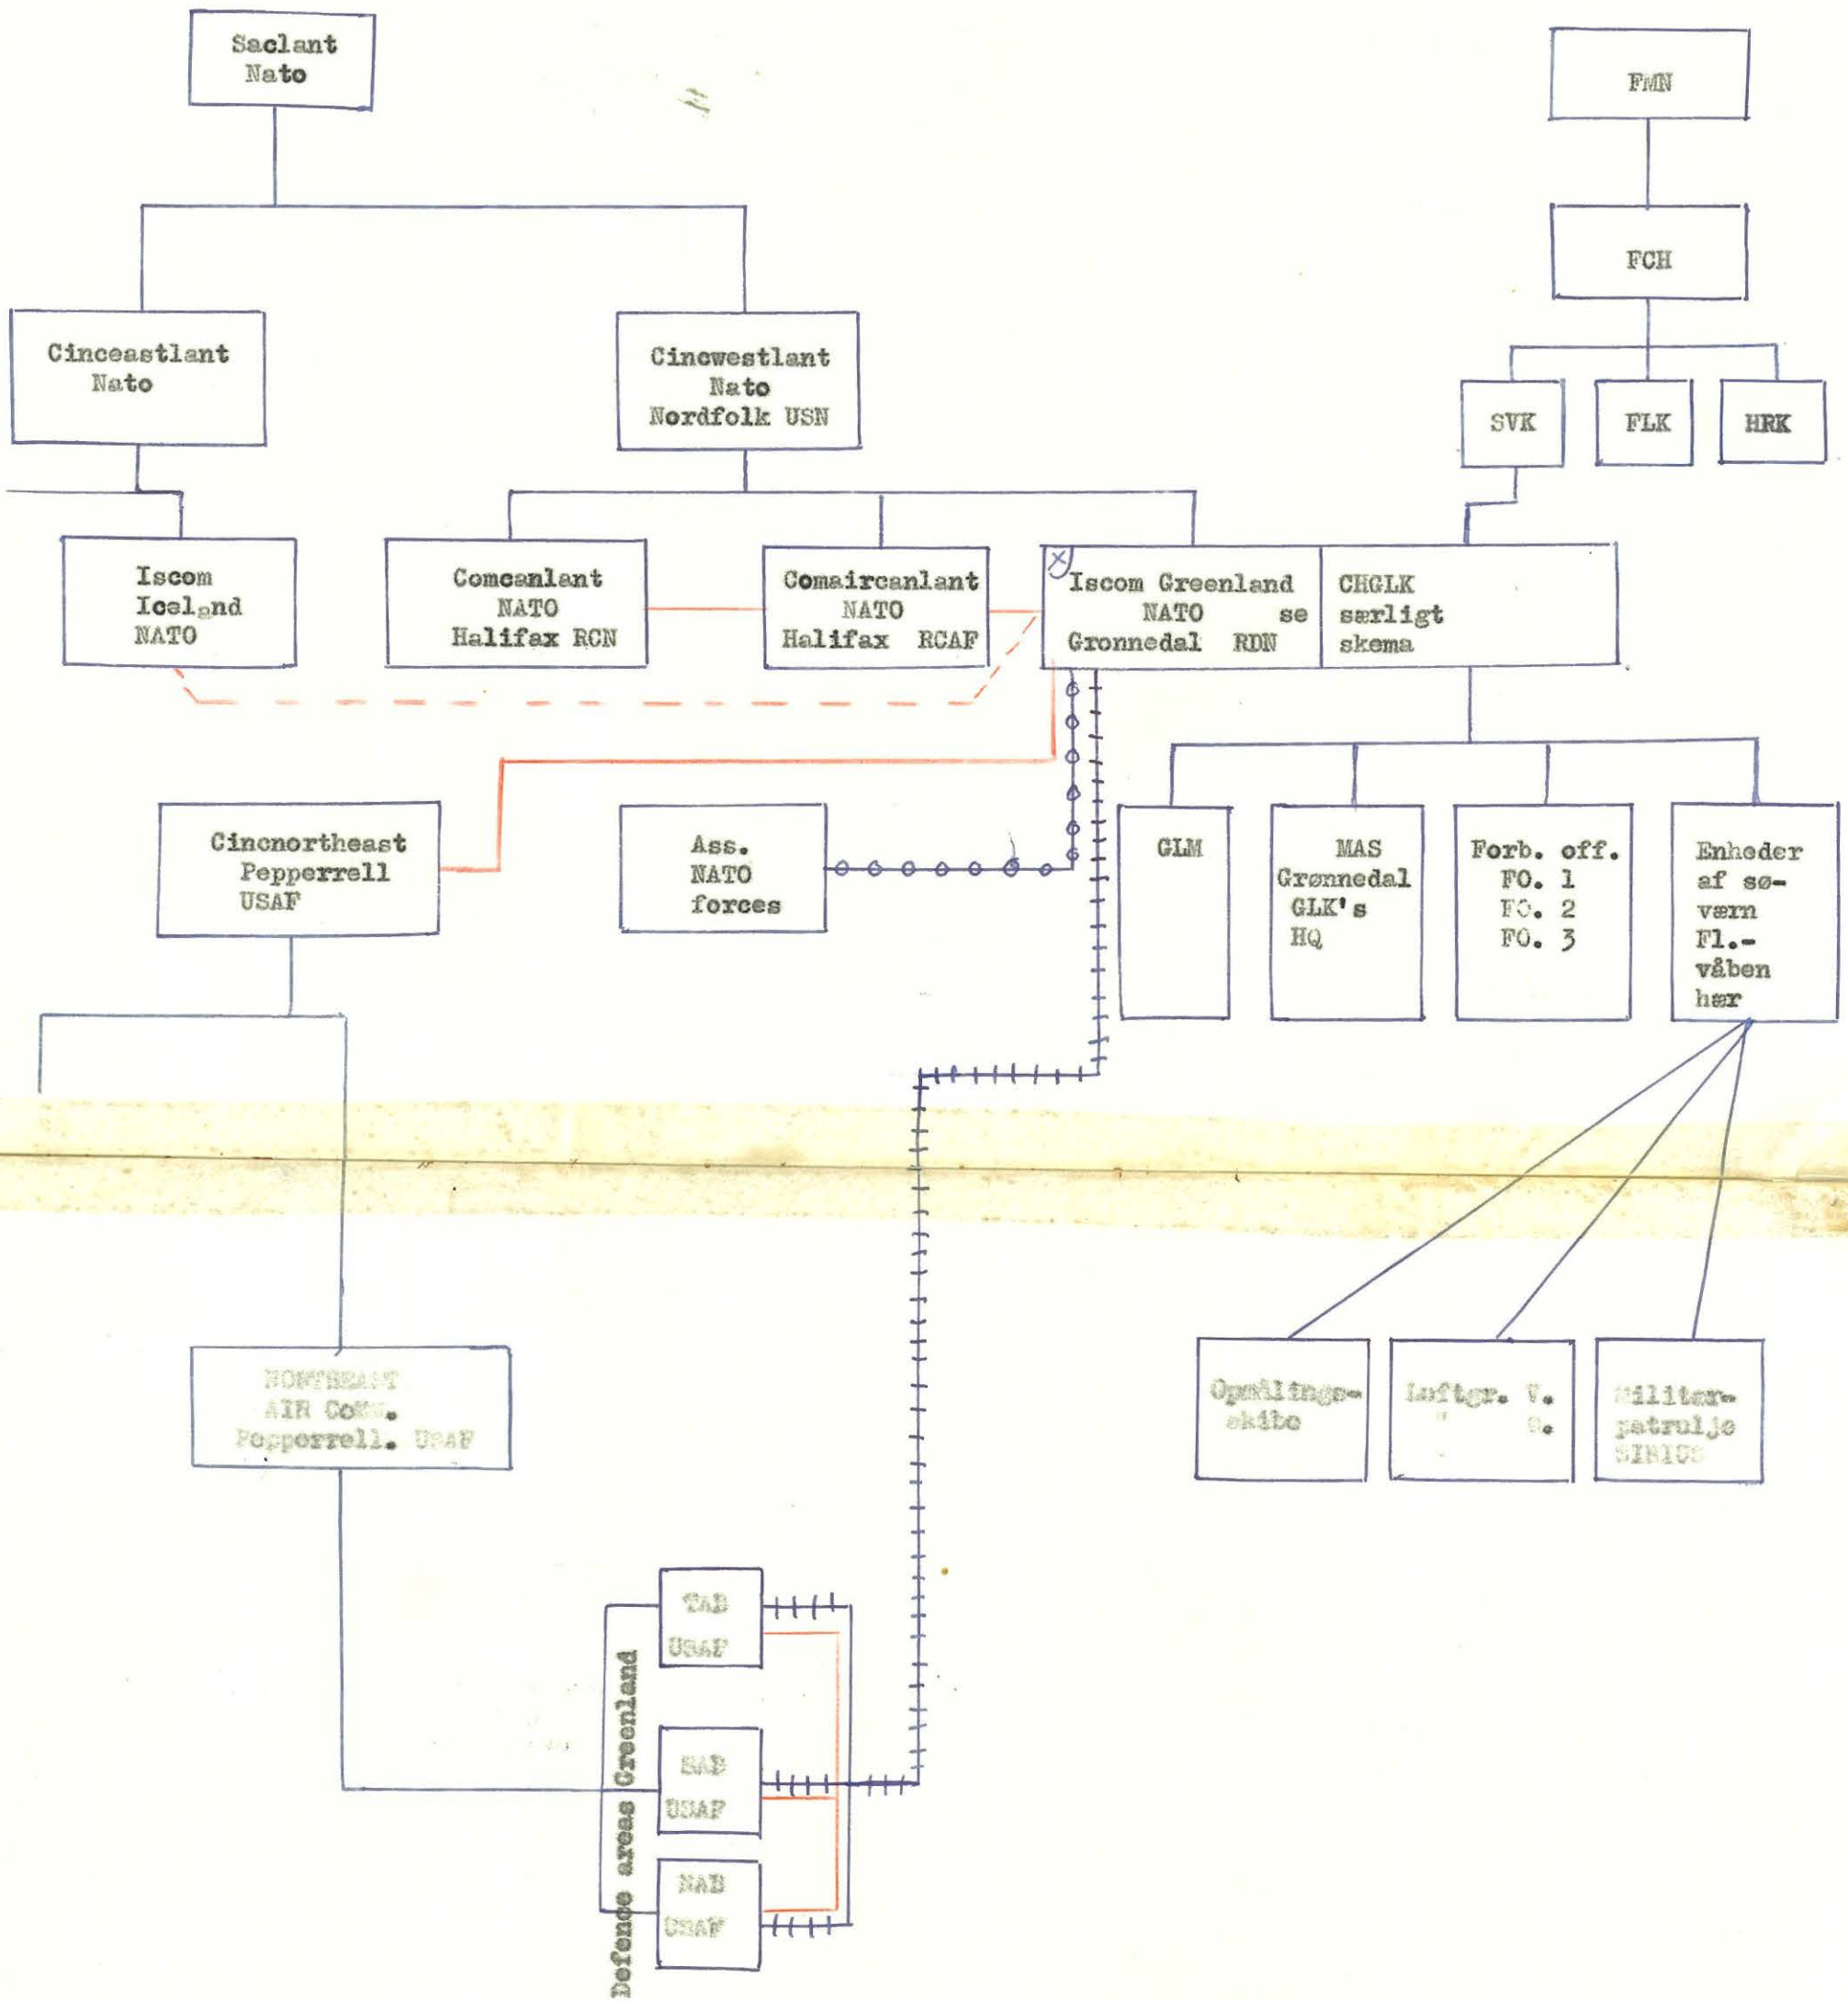 Saclant
Nato
FMN
FCH
Cinceastlant
Nato
Cincwestlant
Nato
Nordfolk USN
SVK
FLK
HRK
Iscom
Iceland
NATO
Comcanlant
NATO
Halifax RCN
Comaircanlant
NATO
Halifax RCAF
x
Iscom Greenland
NATO se
Grønnedal RDN
CHGLK
særligt
skema
Cincnortheast
Pepperrell
USAF
Ass.
NATO
forces
GLM
MAS
Grønnedal
GLK's
HQ
Forb. off.
FO. 1
FO. 2
FO. 3
Enheder
af sø-
værn
Fl.-
våben
hær
NORTHEAST
AIR Comm.
Pepperrell. USAF
Opmålings-
skibe
Luftgr. V.
"
Militær-
patrulje
SIRIUS
Defence areas Greenland
TAB
USAF
SAB
USAF
NAB
USAF